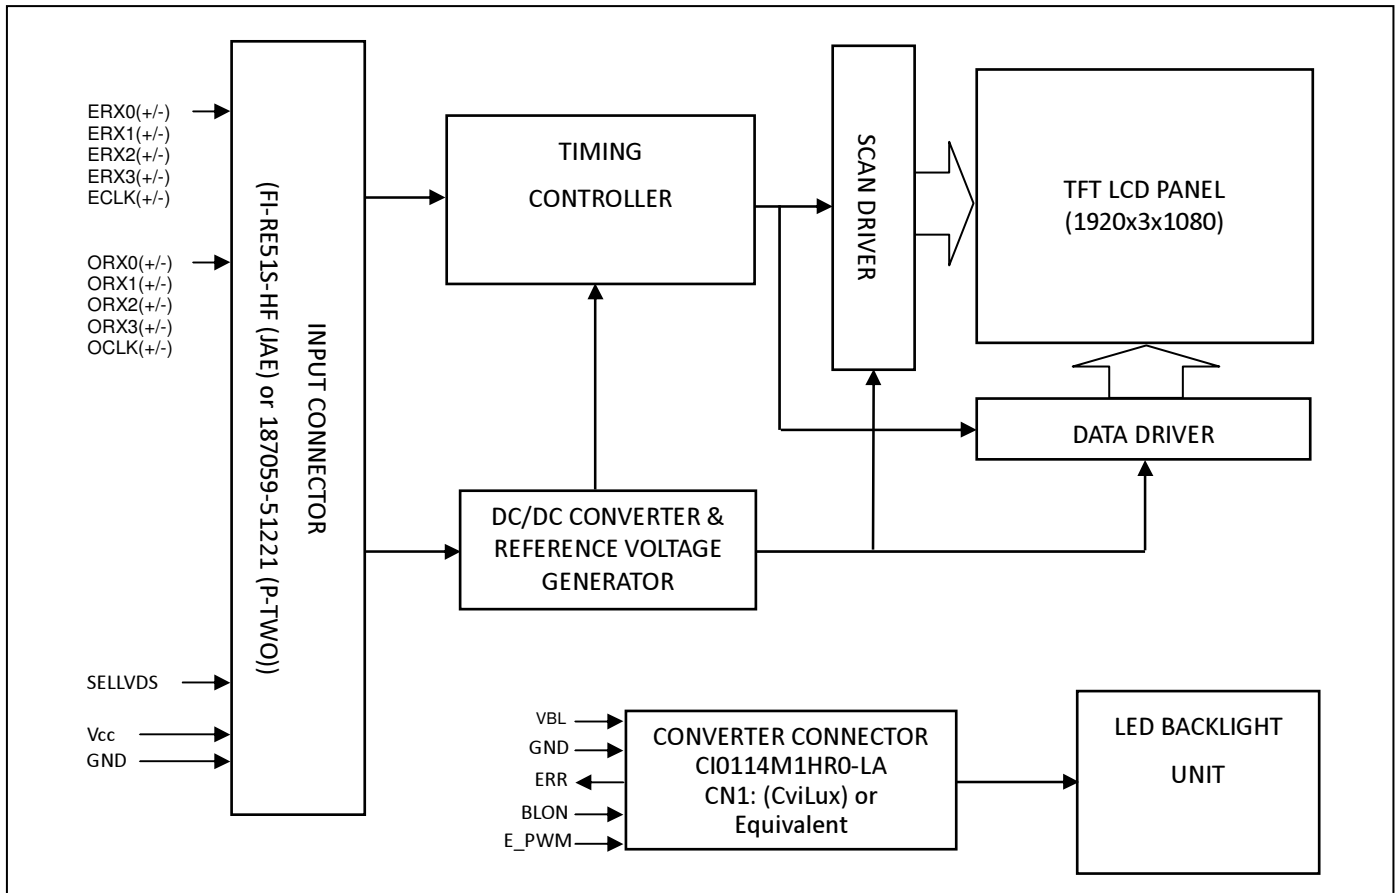 ERX0(+/-)
ERX1(+/-)
ERX2(+/-)
ERX3(+/-)
ECLK(+/-)
ORX0(+/-)
ORX1(+/-)
ORX2(+/-)
ORX3(+/-)
OCLK(+/-)
SELLVDS
Vcc
GND
INPUT CONNECTOR
(FI-RE51S-HF (JAE) or 187059-51221 (P-TWO))
TIMING
CONTROLLER
SCAN DRIVER
TFT LCD PANEL
(1920x3x1080)
DATA DRIVER
DC/DC CONVERTER &
REFERENCE VOLTAGE
GENERATOR
VBL
GND
ERR
BLON
E_PWM
CONVERTER CONNECTOR
CI0114M1HR0-LA
CN1: (CviLux) or
Equivalent
LED BACKLIGHT
UNIT